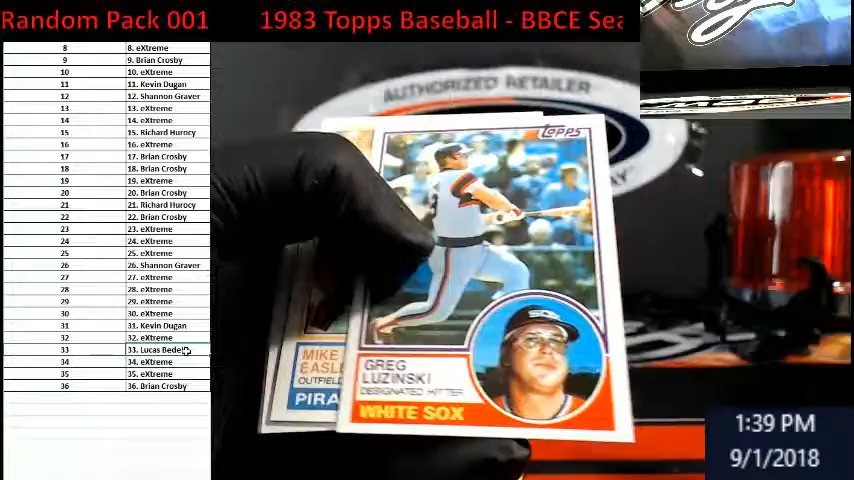 Random Pack 001
1983 Topps Baseball - BBCE Sea
8 8. eXtreme
9 9. Brian Crosby
10 10. eXtreme
11 11. Kevin Dugan
12 12. Shannon Graver
13 13. eXtreme
14 14. eXtreme
15 15. Richard Hurocy
16 16. eXtreme
17 17. Brian Crosby
18 18. Brian Crosby
19 19. eXtreme
20 20. Brian Crosby
21 21. Richard Hurocy
22 22. Brian Crosby
23 23. eXtreme
24 24. eXtreme
25 25. eXtreme
26 26. Shannon Graver
27 27. eXtreme
28 28. eXtreme
29 29. eXtreme
30 30. eXtreme
31 31. Kevin Dugan
32 32. eXtreme
33 33. Lucas Bedel
34 34. eXtreme
35 35. eXtreme
36 36. Brian Crosby
AUTHORIZED RETAILER
TOPPS
SOX
GREG
LUZINSKI
DESIGNATED HITTER
WHITE SOX
MIKE
EASL
OUTFIEL
PIRA
1:39 PM
9/1/2018